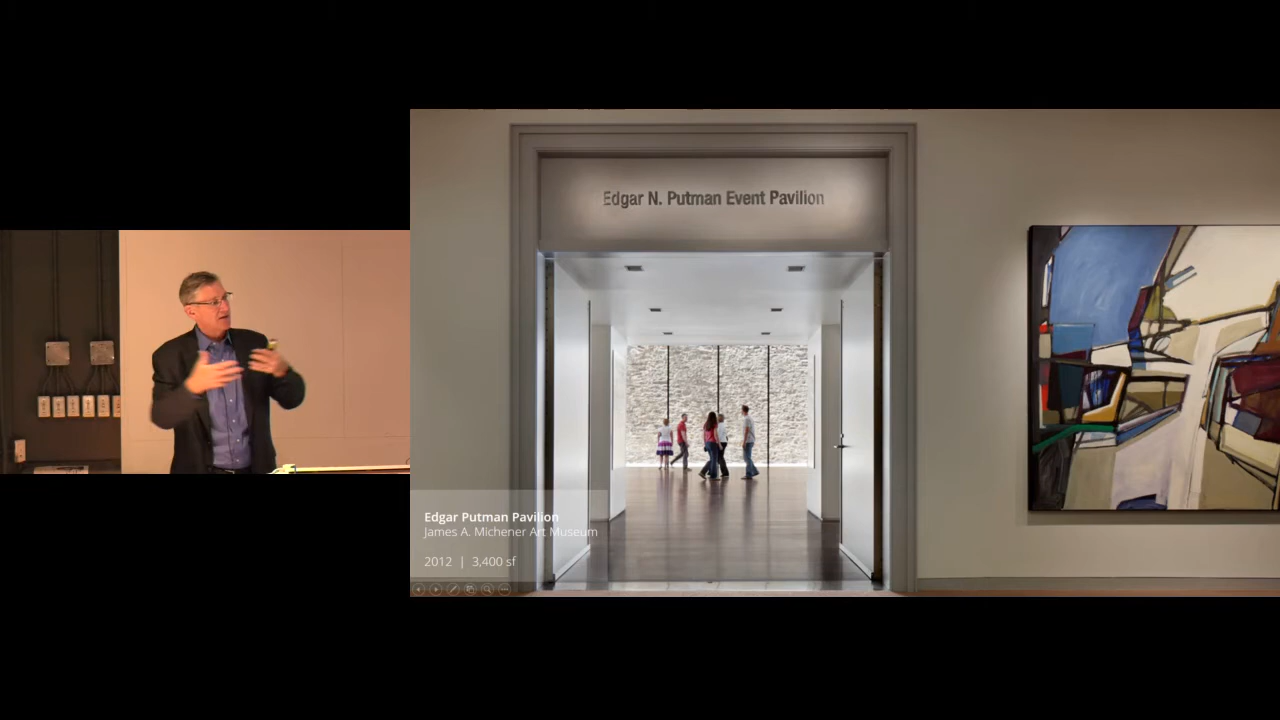 Edgar N. Putman Event Pavilion
Edgar Putman Pavilion
James A. Michener Art Museum
2012 | 3,400 sf